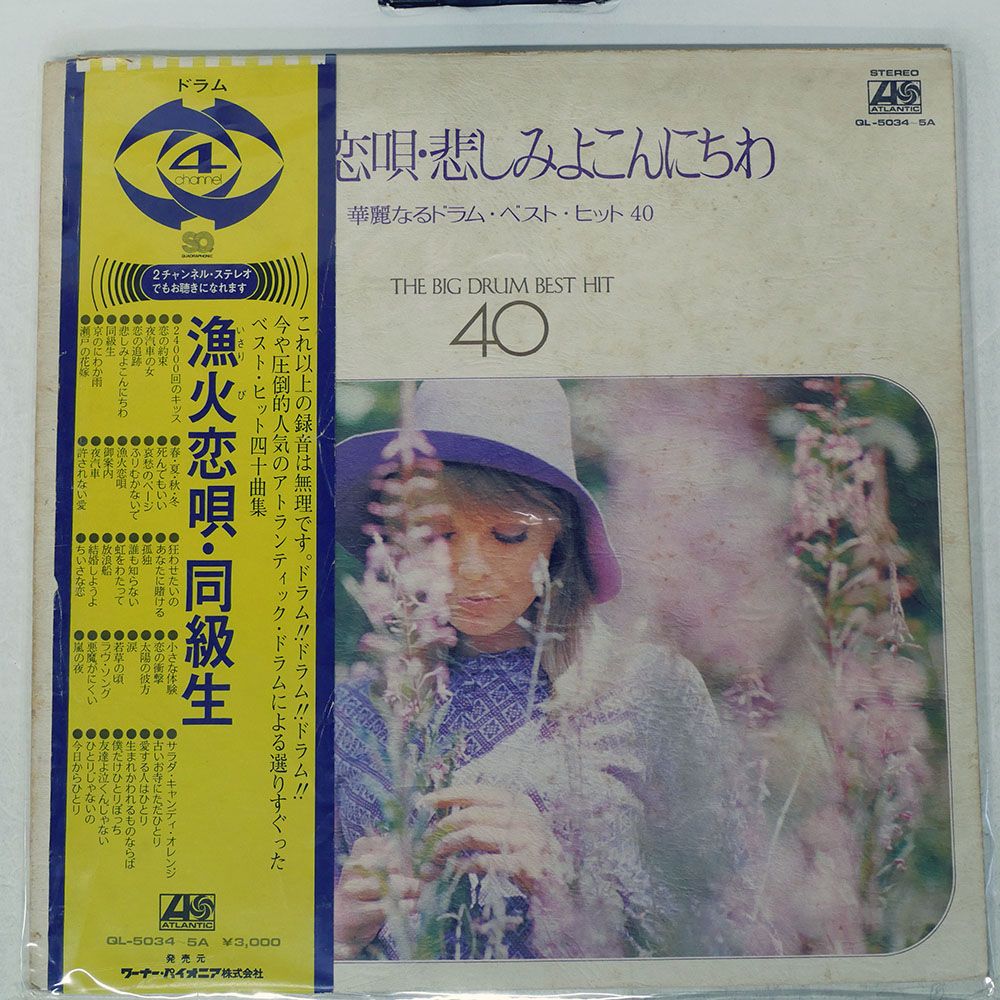 ドラム
4
channel
SQ
QUADRAPHONIC
2チャンネル・ステレオ
でもお聴きになれます
これ以上の録音は無理です。ドラム!!ドラム!!ドラム!!
今や圧倒的人気のアトランティック・ドラムによる選りすぐった
ベスト・ヒット四十曲集
漁火恋唄・同級生
いさり び
●24000回のキッス
●恋の約束
●夜汽車の女
●恋の追跡
●悲しみよこんにちわ
●同級生
●京のにわか雨
●瀬戸の花嫁
●春・夏・秋・冬
●死んでもいい
●哀愁のページ
●ふりむかないで
●漁火恋唄
●御案内
●夜汽車
●許されない愛
●狂わせたいの
●あなたに賭ける
●孤独
●誰も知らない
●虹をわたって
●放浪船
●結婚しようよ
●ちいさな恋
●小さな体験
●恋の衝撃
●太陽の彼方
●涙
●若草の頃
●ラヴ・ソング
●悪魔がにくい
●嵐の夜
●サラダ・キャンディ・オレンジ
●古いお寺にただひとり
●愛する人はひとり
●生まれかわれるものならば
●僕だけひとりぼっち
●友達よ泣くんじゃない
●ひとりじゃないの
●今日からひとり
ATLANTIC
QL-5034~5A ¥3,000
発売元
ワーナー・パイオニア株式会社
STEREO
ATLANTIC
QL-5034~5A
恋唄・悲しみよこんにちわ
華麗なるドラム・ベスト・ヒット 40
THE BIG DRUM BEST HIT
40